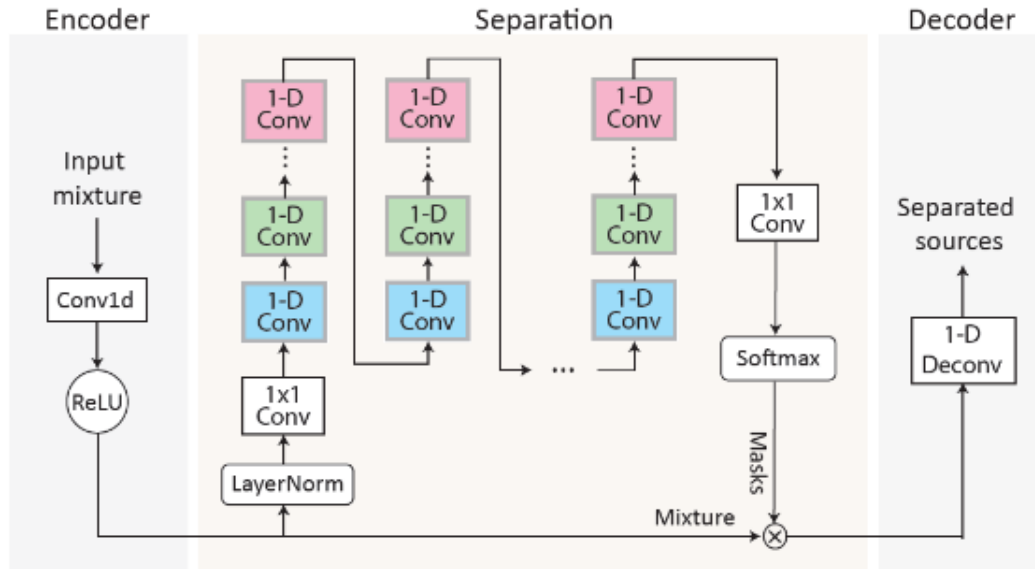 Encoder
Separation
Decoder
Input
mixture
Conv1d
ReLU
1-D
Conv
1-D
Conv
1-D
Conv
1x1
Conv
LayerNorm
1-D
Conv
1-D
Conv
1-D
Conv
...
1-D
Conv
1-D
Conv
1-D
Conv
1x1
Conv
Softmax
Masks
Mixture
Separated
sources
1-D
Deconv